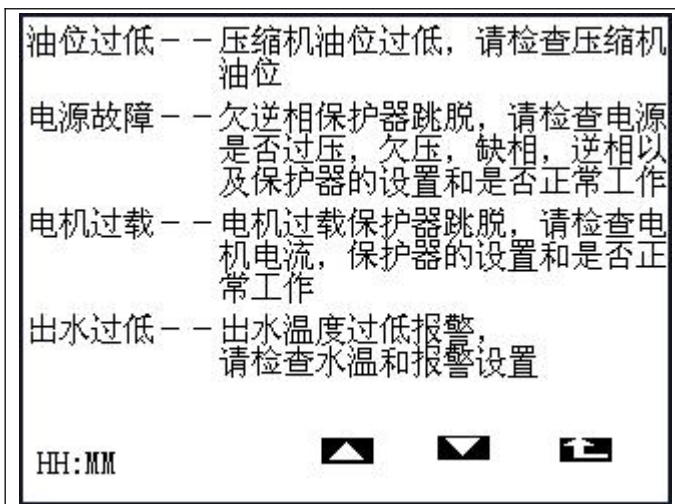 油位过低－－压缩机油位过低，请检查压缩机
油位
电源故障－－欠逆相保护器跳脱，请检查电源
是否过压，欠压，缺相，逆相以
及保护器的设置和是否正常工作
电机过载－－电机过载保护器跳脱，请检查电
机电流，保护器的设置和是否正
常工作
出水过低－－出水温度过低报警，
请检查水温和报警设置
HH:MM